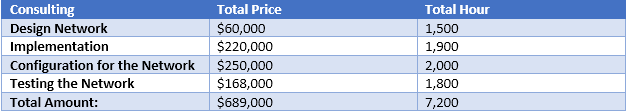 Consulting Total Price Total Hour
Design Network $60,000 1,500
Implementation $220,000 1,900
Configuration for the Network $250,000 2,000
Testing the Network $168,000 1,800
Total Amount: $689,000 7,200